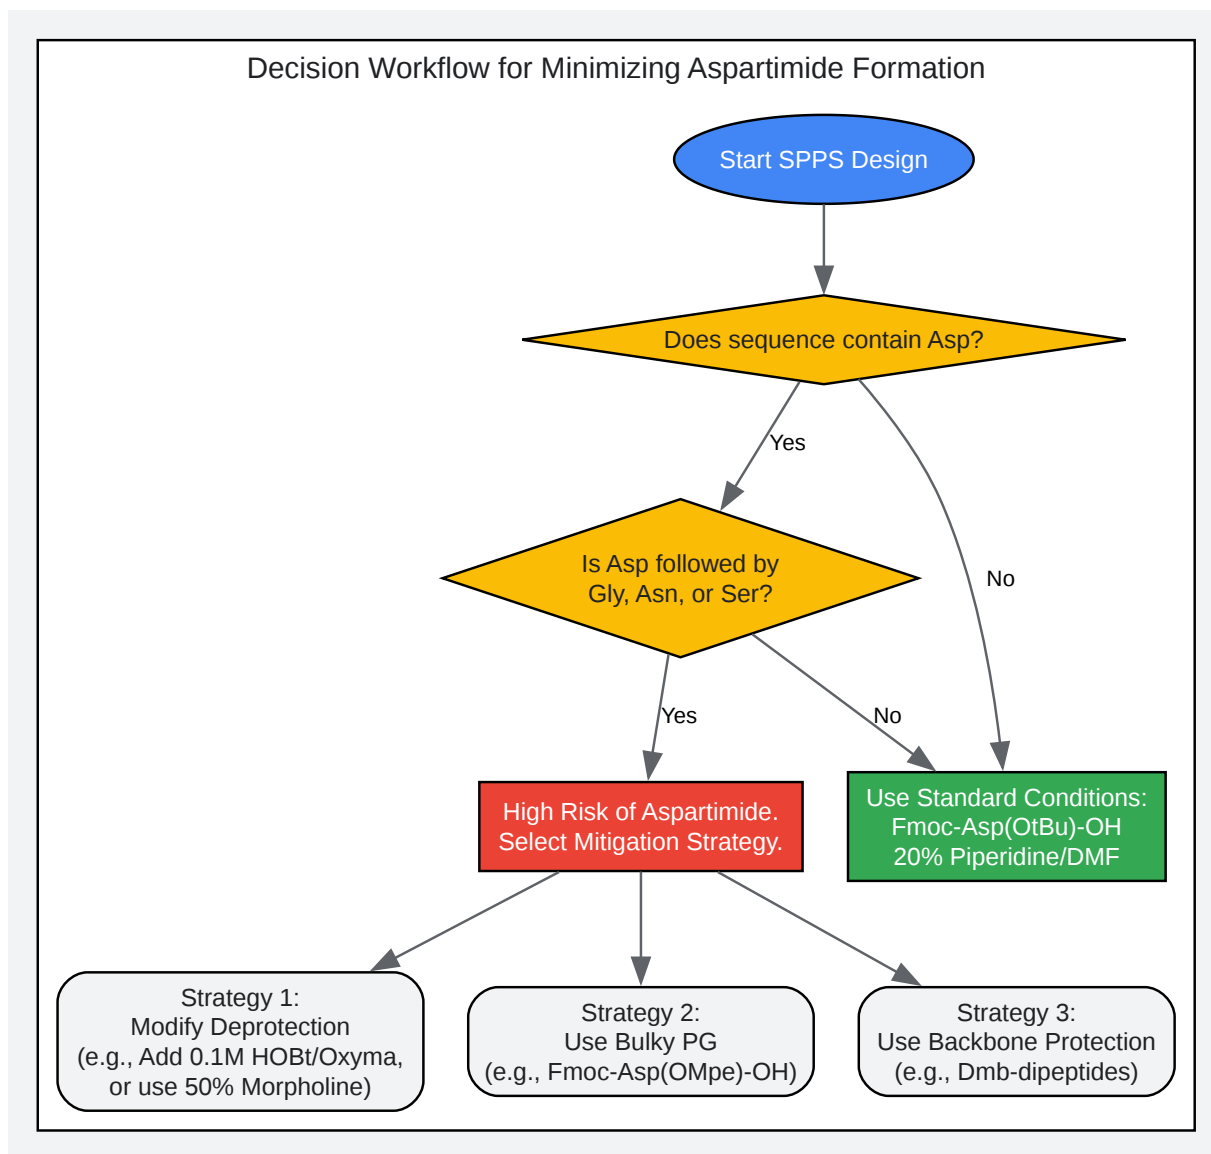 Decision Workflow for Minimizing Aspartimide Formation
Start SPPS Design
Does sequence contain Asp?
Yes
No
Is Asp followed by
Gly, Asn, or Ser?
Yes
No
High Risk of Aspartimide.
Select Mitigation Strategy.
Use Standard Conditions:
Fmoc-Asp(OtBu)-OH
20% Piperidine/DMF
Strategy 1:
Modify Deprotection
(e.g., Add 0.1M HOBt/Oxyma,
or use 50% Morpholine)
Strategy 2:
Use Bulky PG
(e.g., Fmoc-Asp(OMpe)-OH)
Strategy 3:
Use Backbone Protection
(e.g., Dmb-dipeptides)